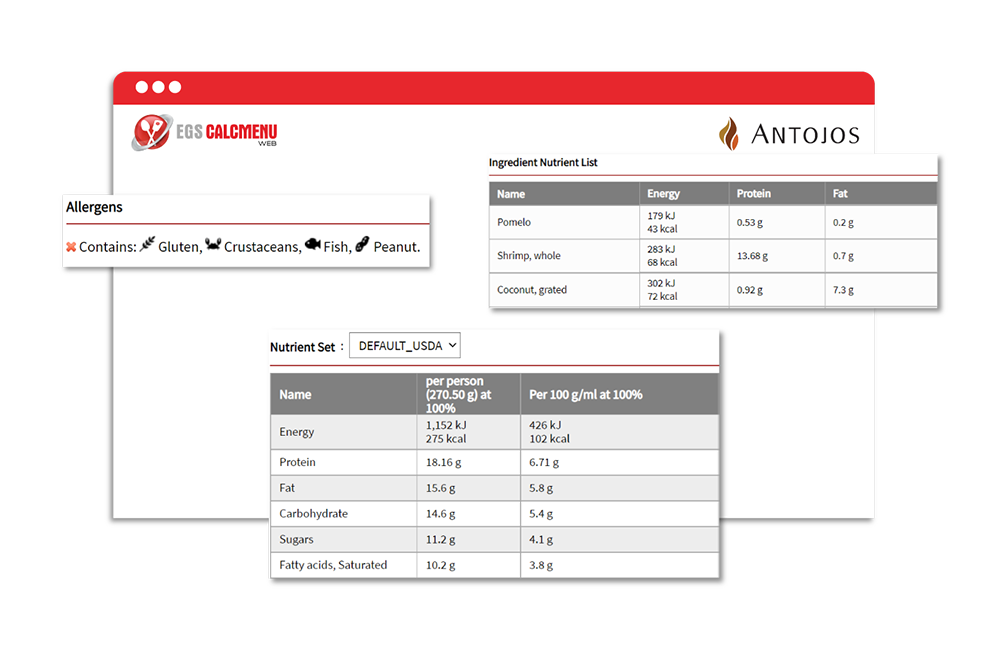 EGS CALCMENU
WEB
ANTOJOS
Ingredient Nutrient List
Name Energy Protein Fat
Pomelo 179 kJ 0.53 g 0.2 g
43 kcal
Shrimp, whole 283 kJ 13.68 g 0.7 g
68 kcal
Coconut, grated 302 kJ 0.92 g 7.3 g
72 kcal
Allergens
Contains: Gluten, Crustaceans, Fish, Peanut.
Nutrient Set : DEFAULT_USDA
Name per person Per 100 g/ml at 100%
(270.50 g) at
100%
Energy 1,152 kJ 426 kJ
275 kcal 102 kcal
Protein 18.16 g 6.71 g
Fat 15.6 g 5.8 g
Carbohydrate 14.6 g 5.4 g
Sugars 11.2 g 4.1 g
Fatty acids, Saturated 10.2 g 3.8 g